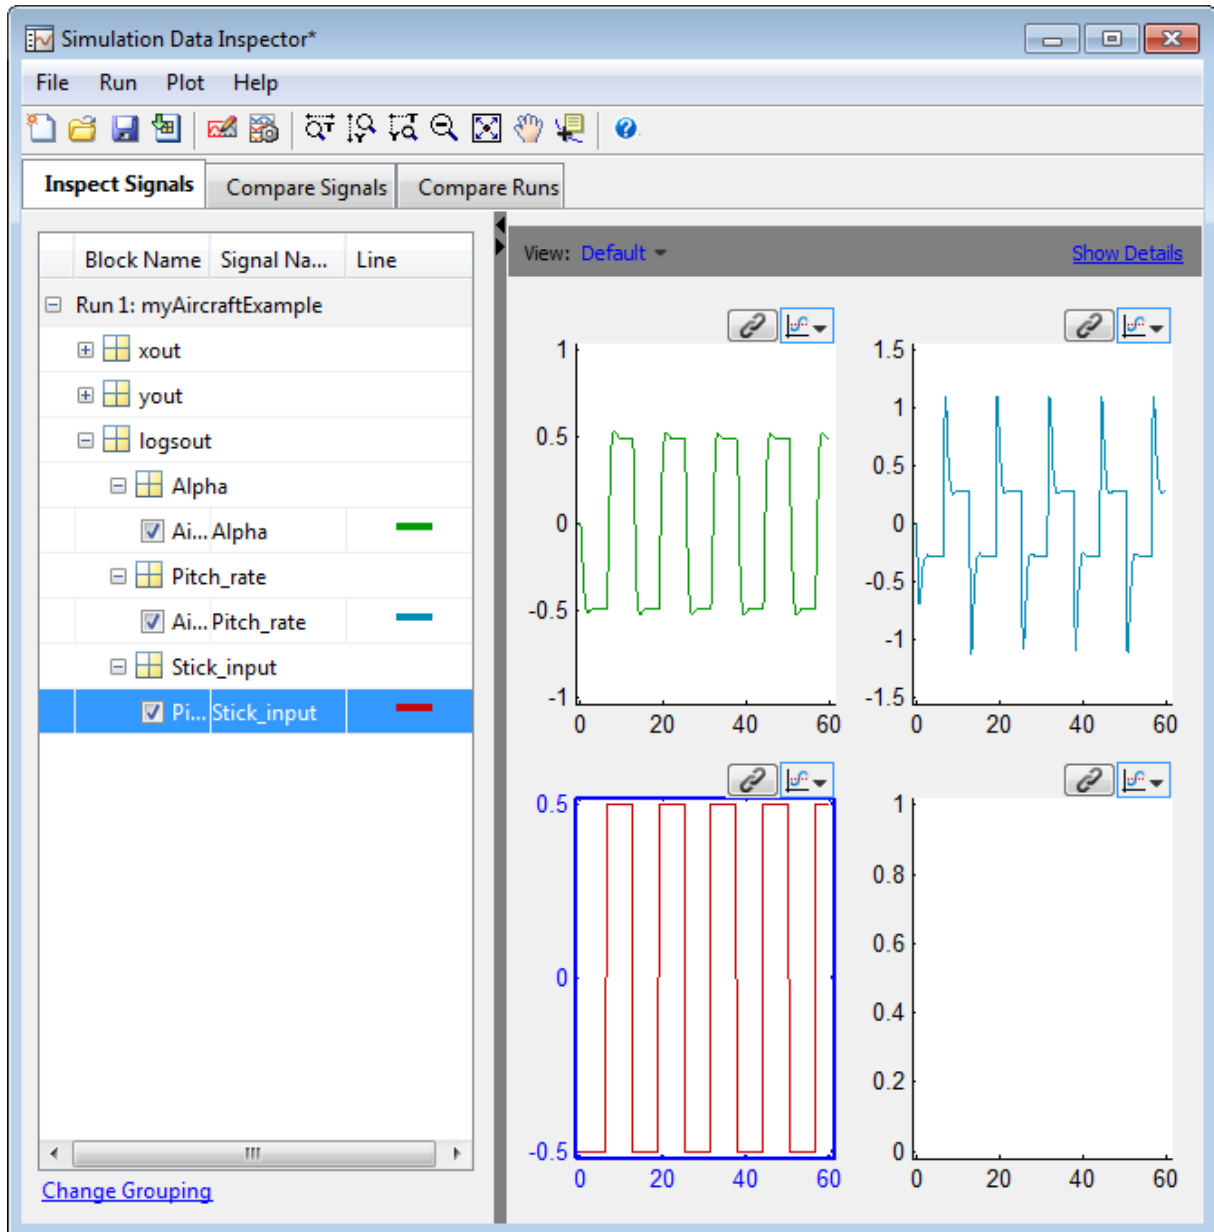 Simulation Data Inspector*
File Run Plot Help
Inspect Signals Compare Signals Compare Runs
Block Name Signal Na... Line
View: Default Show Details
Run 1: myAircraftExample
xout
yout
logsout
Alpha
Ai... Alpha
Pitch_rate
Ai... Pitch_rate
Stick_input
Pi... Stick_input
Change Grouping
1
0.5
0
-0.5
-1
0 20 40 60
1.5
1
0.5
0
-0.5
-1
-1.5
0 20 40 60
0.5
0
-0.5
0 20 40 60
1
0.8
0.6
0.4
0.2
0
0 20 40 60